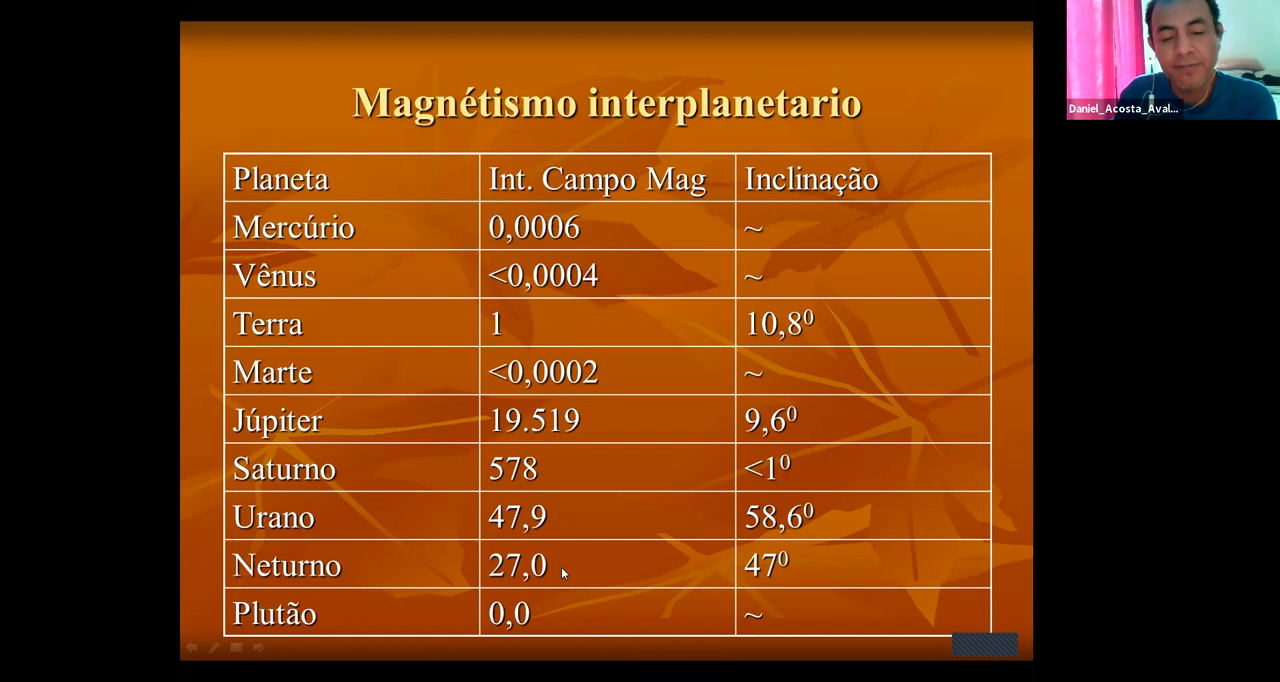 Magnétismo interplanetario
Planeta Int. Campo Mag Inclinação
Mercúrio 0,0006 ~
Vênus <0,0004 ~
Terra 1 10,8⁰
Marte <0,0002 ~
Júpiter 19.519 9,6⁰
Saturno 578 <1⁰
Urano 47,9 58,6⁰
Neturno 27,0 47⁰
Plutão 0,0 ~
Daniel_Acosta_Aval...